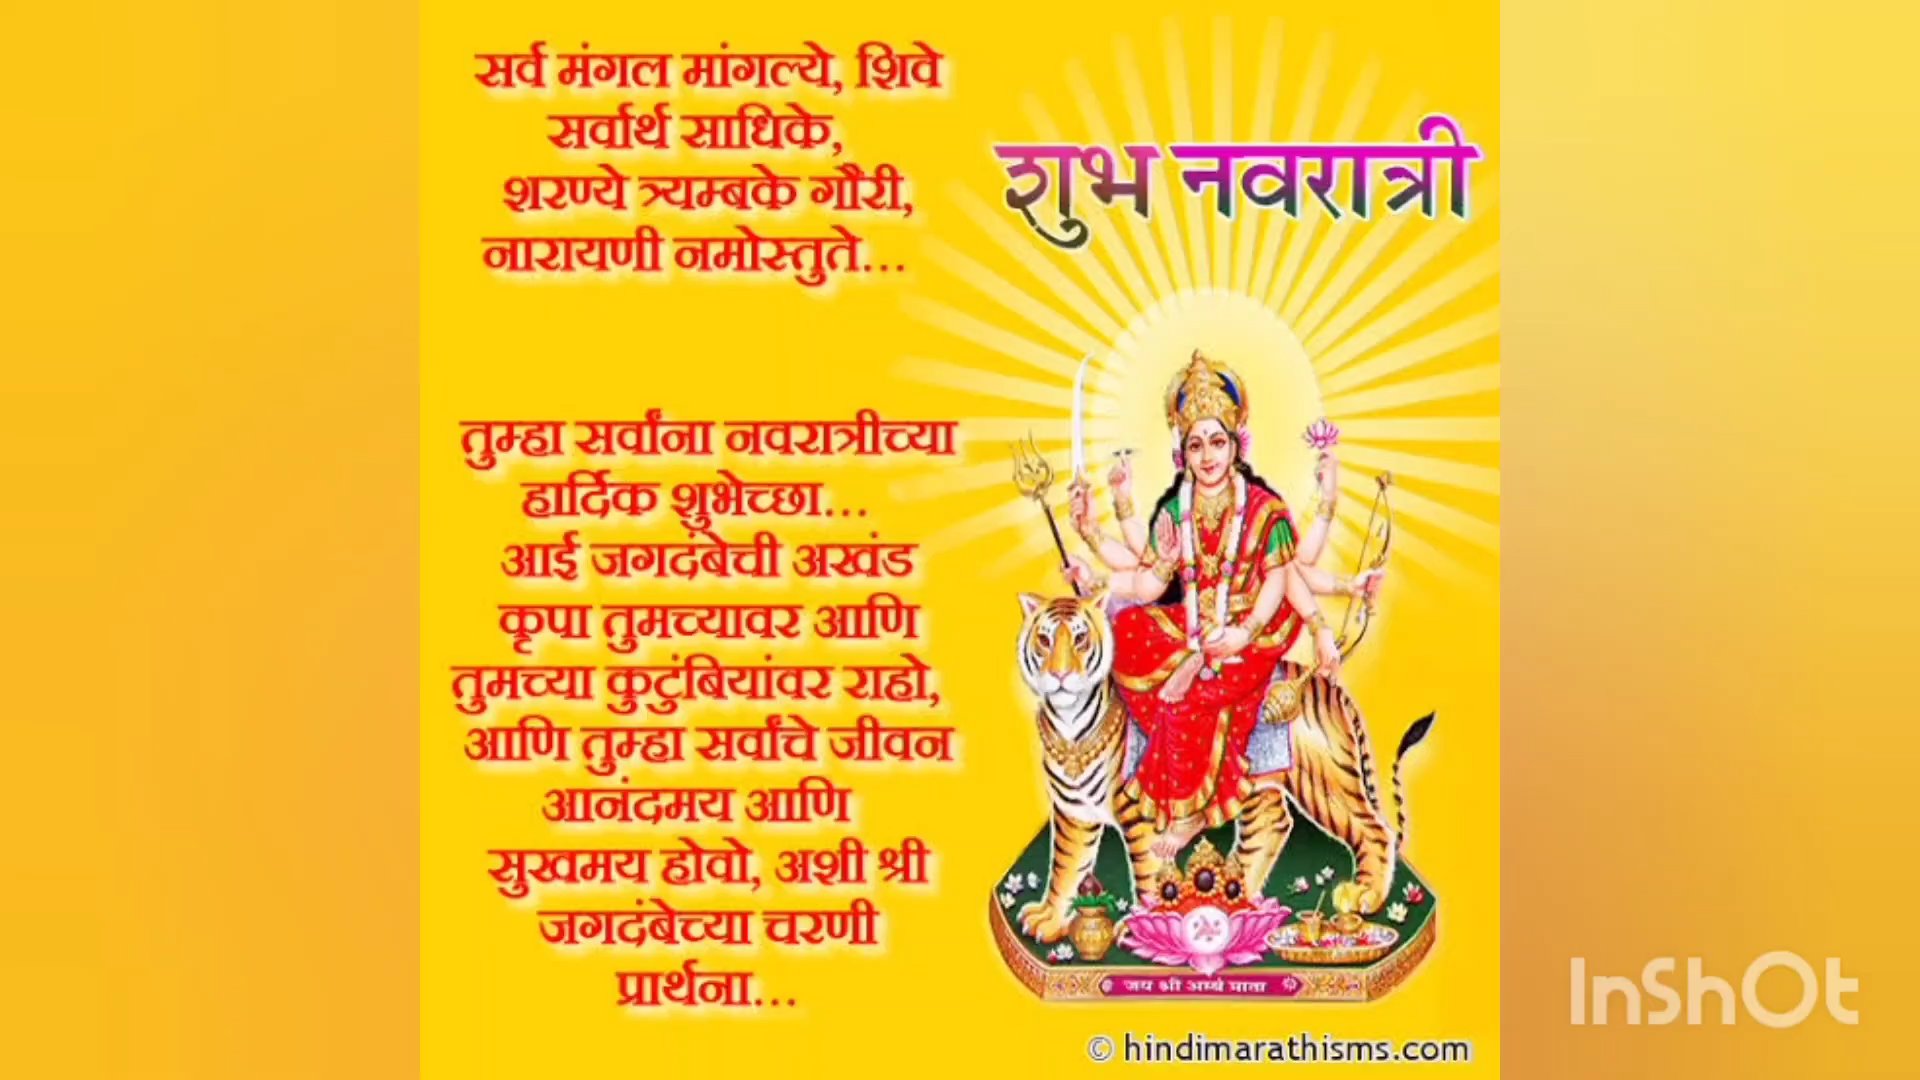 सर्व मंगल मांगल्ये, शिवे
सर्वार्थ साधिके,
शरण्ये त्र्यम्बके गौरी,
नारायणी नमोस्तुते...
शुभ नवरात्री
तुम्हा सर्वांना नवरात्रीच्या
हार्दिक शुभेच्छा...
आई जगदंबेची अखंड
कृपा तुमच्यावर आणि
तुमच्या कुटुंबियांवर राहो,
आणि तुम्हा सर्वांचे जीवन
आनंदमय आणि
सुखमय होवो, अशी श्री
जगदंबेच्या चरणी
प्रार्थना...
जय श्री अम्बे माता
© hindimarathisms.com
InShOt